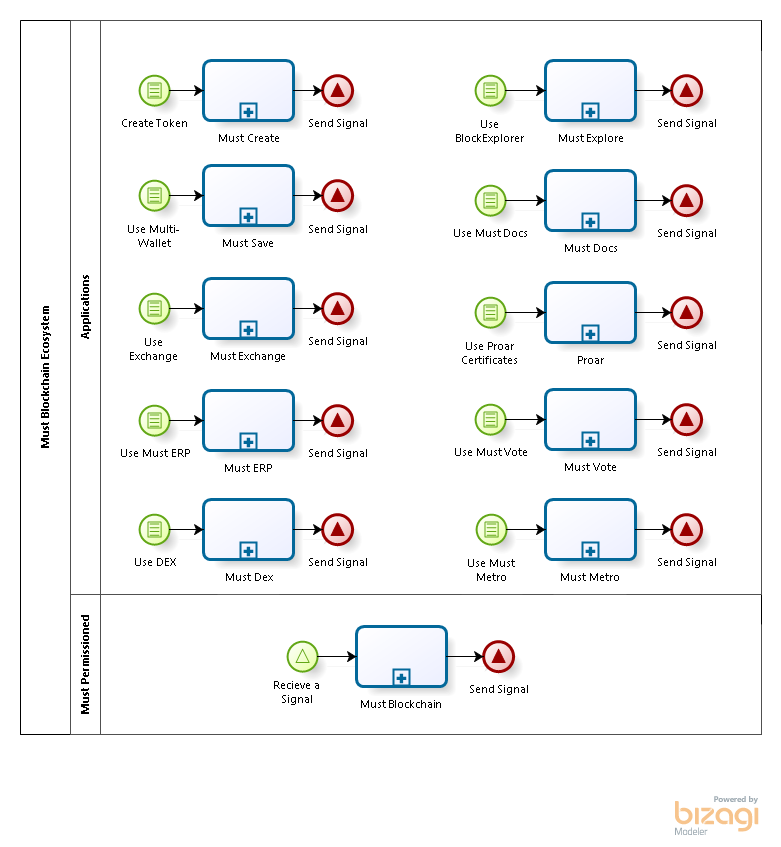 Must Blockchain Ecosystem
Applications
Create Token
Must Create
Send Signal
Use
BlockExplorer
Must Explore
Send Signal
Use Multi-
Wallet
Must Save
Send Signal
Use Must Docs
Must Docs
Send Signal
Use
Exchange
Must Exchange
Send Signal
Use Proar
Certificates
Proar
Send Signal
Use Must ERP
Must ERP
Send Signal
Use Must Vote
Must Vote
Send Signal
Use DEX
Must Dex
Send Signal
Use Must
Metro
Must Metro
Send Signal
Must Permissioned
Recieve a
Signal
Must Blockchain
Send Signal
Powered by
bizagi
Modeler